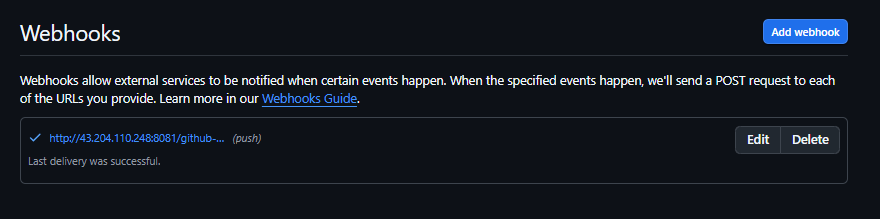 Webhooks
Add webhook
Webhooks allow external services to be notified when certain events happen. When the specified events happen, we'll send a POST request to each
of the URLs you provide. Learn more in our Webhooks Guide.
http://43.204.110.248:8081/github-... (push)
Edit
Delete
Last delivery was successful.